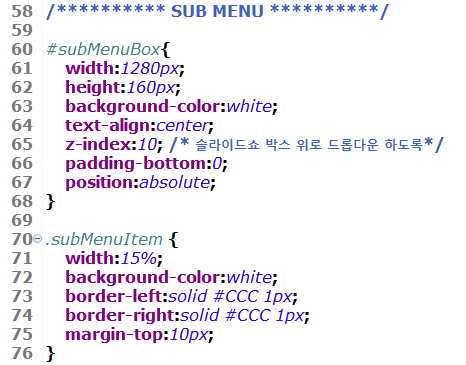 58 /********** SUB MENU **********/
59
60 #subMenuBox{
61 width:1280px;
62 height:160px;
63 background-color:white;
64 text-align:center;
65 z-index:10; /* 슬라이드쇼 박스 위로 드롭다운 하도록*/
66 padding-bottom:0;
67 position:absolute;
68 }
69
70 .subMenuItem {
71 width:15%;
72 background-color:white;
73 border-left:solid #CCC 1px;
74 border-right:solid #CCC 1px;
75 margin-top:10px;
76 }